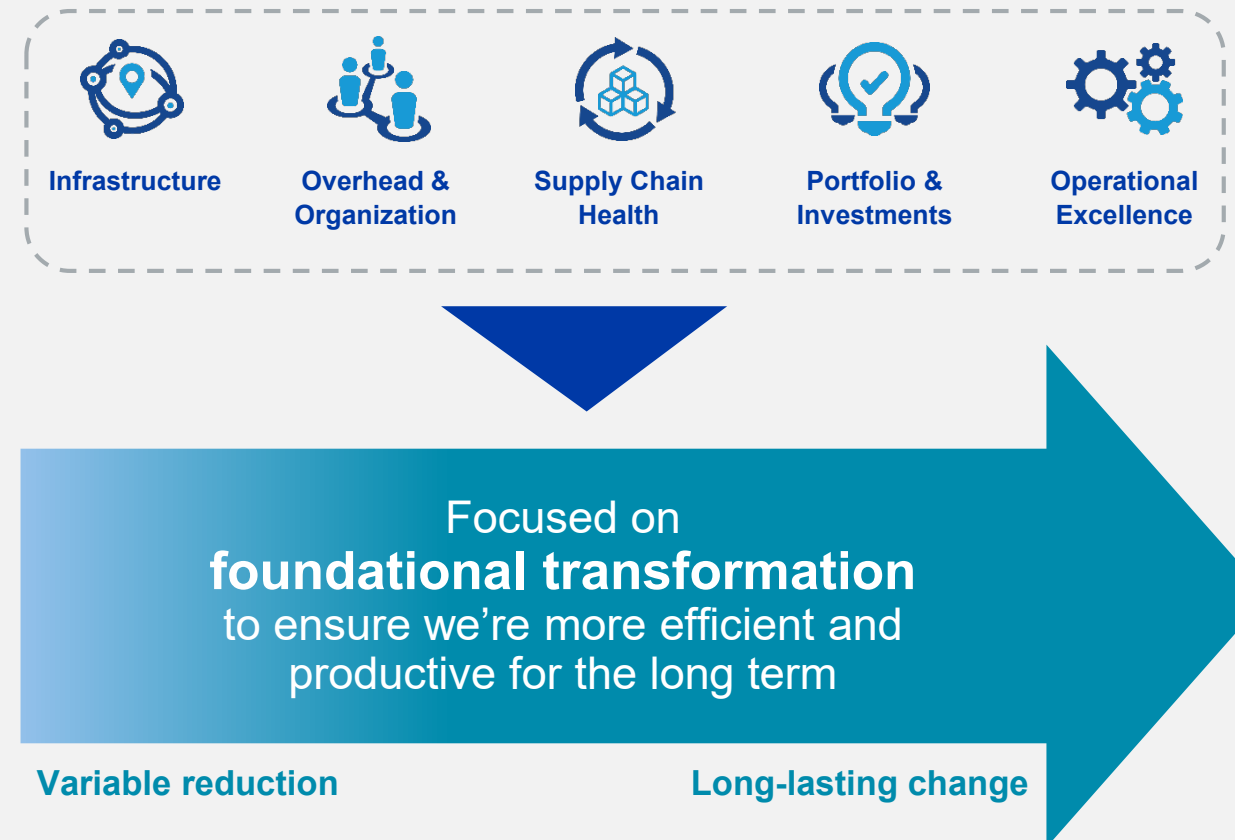 Infrastructure
Overhead &
Organization
Supply Chain
Health
Portfolio &
Investments
Operational
Excellence
Focused on
foundational transformation
to ensure we’re more efficient and
productive for the long term
Variable reduction
Long-lasting change